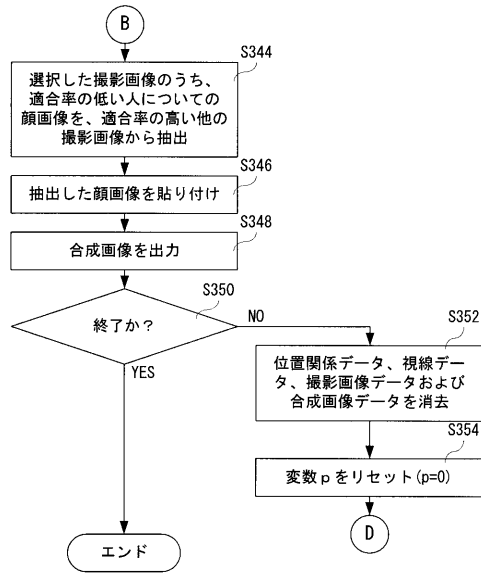 B
S344
選択した撮影画像のうち、
適合率の低い人についての
顔画像を、適合率の高い他の
撮影画像から抽出
S346
抽出した顔画像を貼り付け
S348
合成画像を出力
S350
終了か？
NO
YES
S352
位置関係データ、視線デー
タ、撮影画像データおよび
合成画像データを消去
S354
変数ｐをリセット(p=0)
D
エンド